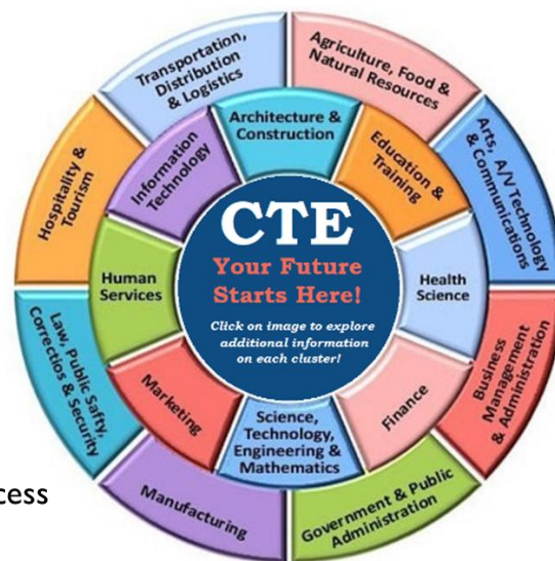 Transportation,
Distribution
& Logistics
Agriculture, Food &
Natural Resources
Arts, A/V Technology
& Communications
Business
Management
& Administration
Government & Public
Administration
Manufacturing
Law, Public Safty,
Correctios & Security
Hospitality &
Tourism
Architecture &
Construction
Education &
Training
Health
Science
Finance
Science,
Technology,
Engineering &
Mathematics
Marketing
Human
Services
Information
Technology
CTE
Your Future
Starts Here!
Click on image to explore
additional information
on each cluster!
cess